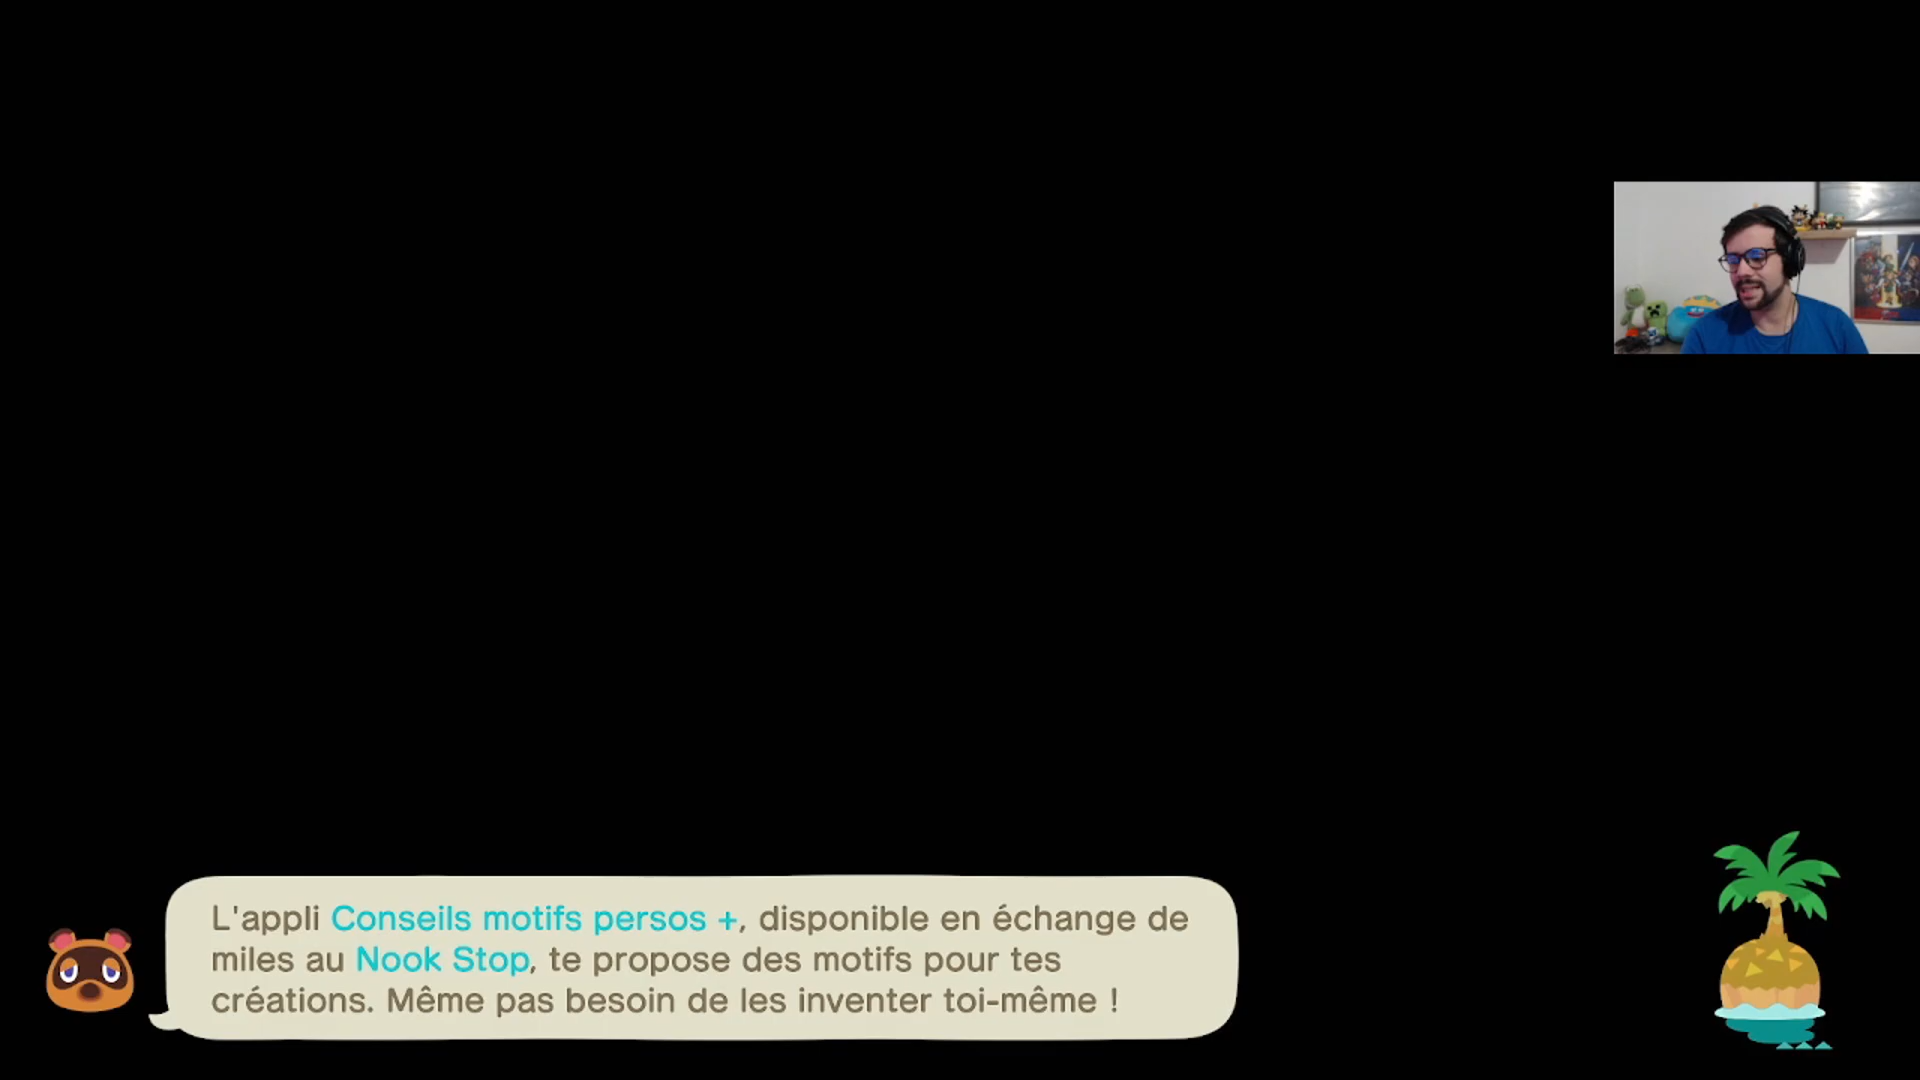 L'appli Conseils motifs persos +, disponible en échange de
miles au Nook Stop, te propose des motifs pour tes
créations. Même pas besoin de les inventer toi-même !